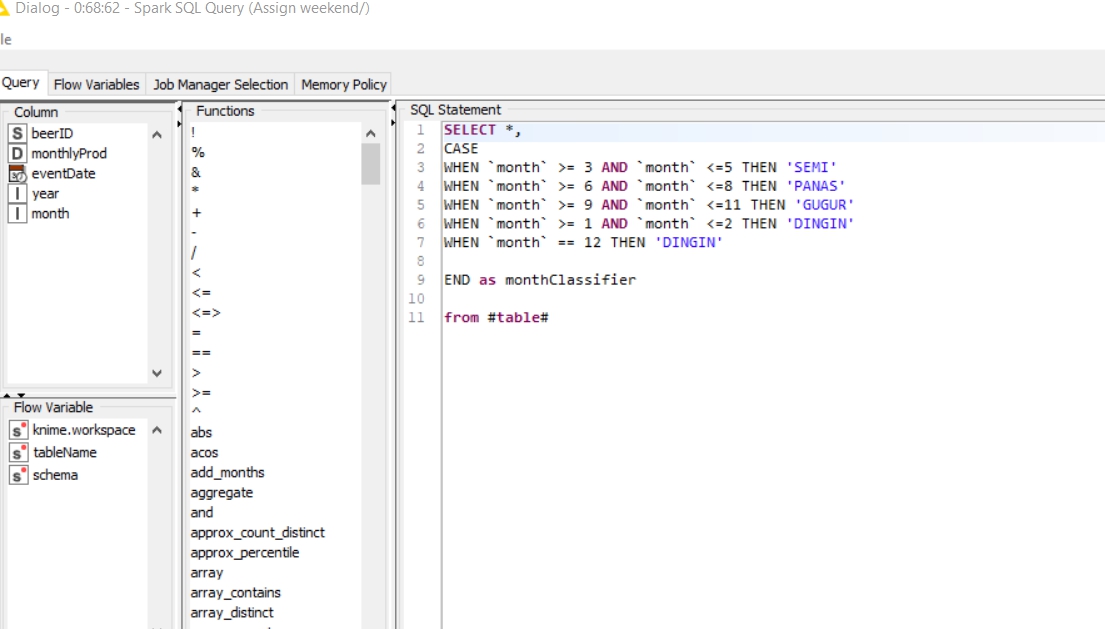 Dialog - 0:68:62 - Spark SQL Query (Assign weekend/)
le
Query Flow Variables Job Manager Selection Memory Policy
Column
S beerID
D monthlyProd
eventDate
I year
I month
Flow Variable
s knime.workspace
s tableName
s schema
Functions
!
%
&
*
+
-
/
<
<=
<=>
=
==
>
>=
^
abs
acos
add_months
aggregate
and
approx_count_distinct
approx_percentile
array
array_contains
array_distinct
SQL Statement
1 SELECT *,
2 CASE
3 WHEN `month` >= 3 AND `month` <=5 THEN 'SEMI'
4 WHEN `month` >= 6 AND `month` <=8 THEN 'PANAS'
5 WHEN `month` >= 9 AND `month` <=11 THEN 'GUGUR'
6 WHEN `month` >= 1 AND `month` <=2 THEN 'DINGIN'
7 WHEN `month` == 12 THEN 'DINGIN'
8
9 END as monthClassifier
10
11 from #table#